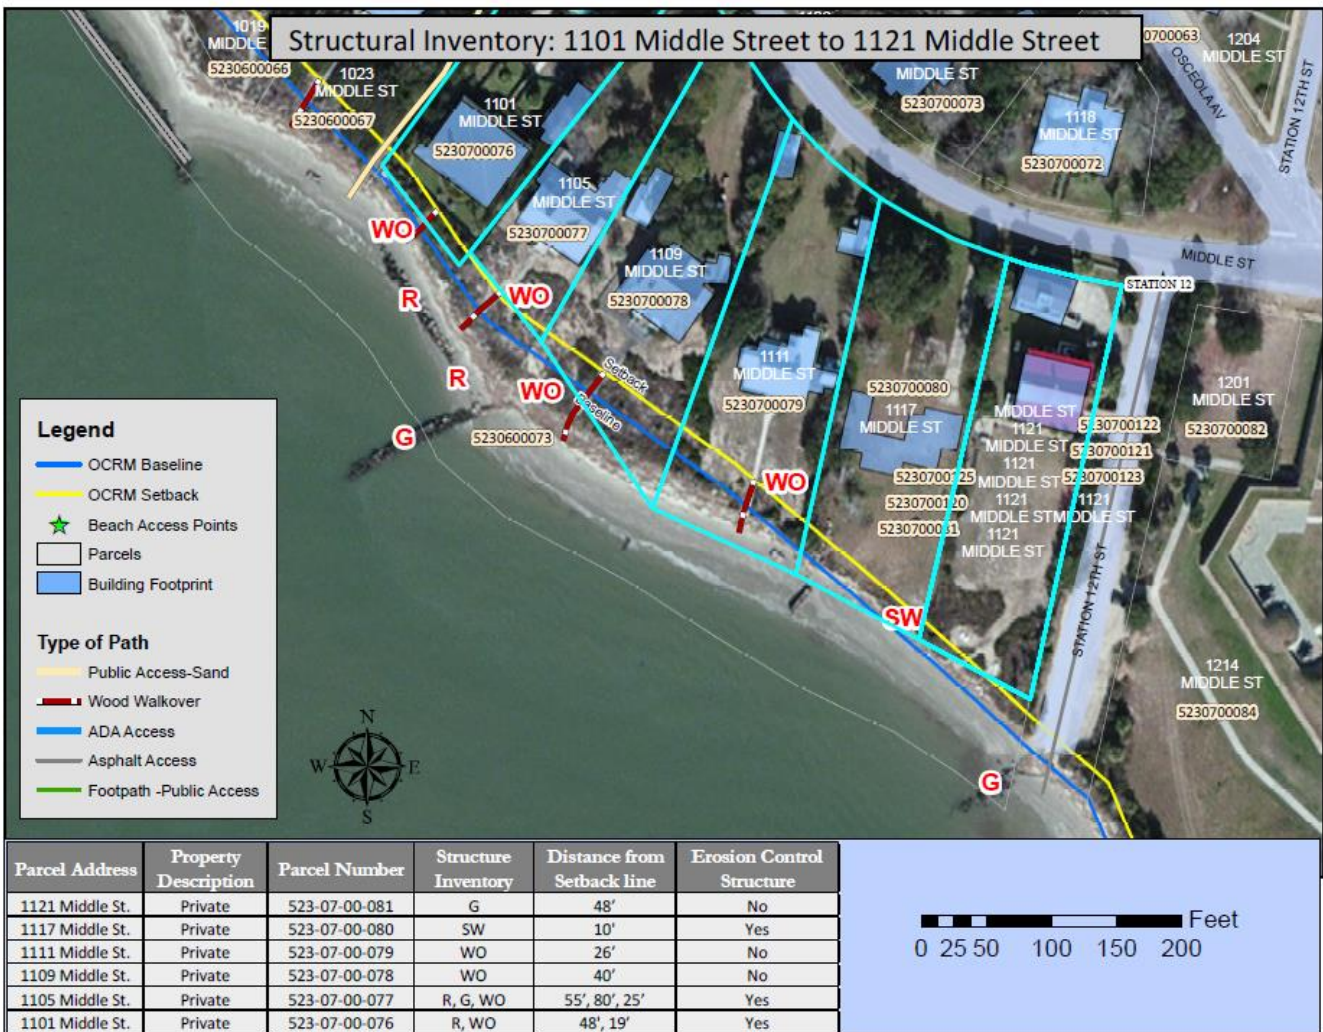 Structural Inventory: 1101 Middle Street to 1121 Middle Street
1019
MIDDLE
5230600066
1023
MIDDLE ST
5230600067
1101
MIDDLE ST
5230700076
1105
MIDDLE ST
5230700077
1109
MIDDLE ST
5230700078
1111
MIDDLE ST
5230700079
5230700080
1117
MIDDLE ST
5230700125
5230700120
5230700081
MIDDLE ST
1121
MIDDLE ST
1121
MIDDLE ST
1121
MIDDLE ST
1121
MIDDLE ST
1121
MIDDLE ST
5230700122
5230700121
5230700123
MIDDLE ST
5230700073
1118
MIDDLE ST
5230700072
0700063
1204
MIDDLE ST
OSCEOLA AV
STATION 12TH ST
MIDDLE ST
STATION 12
1201
MIDDLE ST
5230700082
STATION 12TH ST
1214
MIDDLE ST
5230700084
WO
R
WO
R
WO
G
5230600073
Setback
Baseline
WO
SW
G
N
W E
S
Legend
OCRM Baseline
OCRM Setback
Beach Access Points
Parcels
Building Footprint
Type of Path
Public Access-Sand
Wood Walkover
ADA Access
Asphalt Access
Footpath -Public Access
Parcel Address Property Description Parcel Number Structure Inventory Distance from Setback line Erosion Control Structure
1121 Middle St. Private 523-07-00-081 G 48' No
1117 Middle St. Private 523-07-00-080 SW 10' Yes
1111 Middle St. Private 523-07-00-079 WO 26' No
1109 Middle St. Private 523-07-00-078 WO 40' No
1105 Middle St. Private 523-07-00-077 R, G, WO 55', 80', 25' Yes
1101 Middle St. Private 523-07-00-076 R, WO 48', 19' Yes
Feet
0 25 50 100 150 200